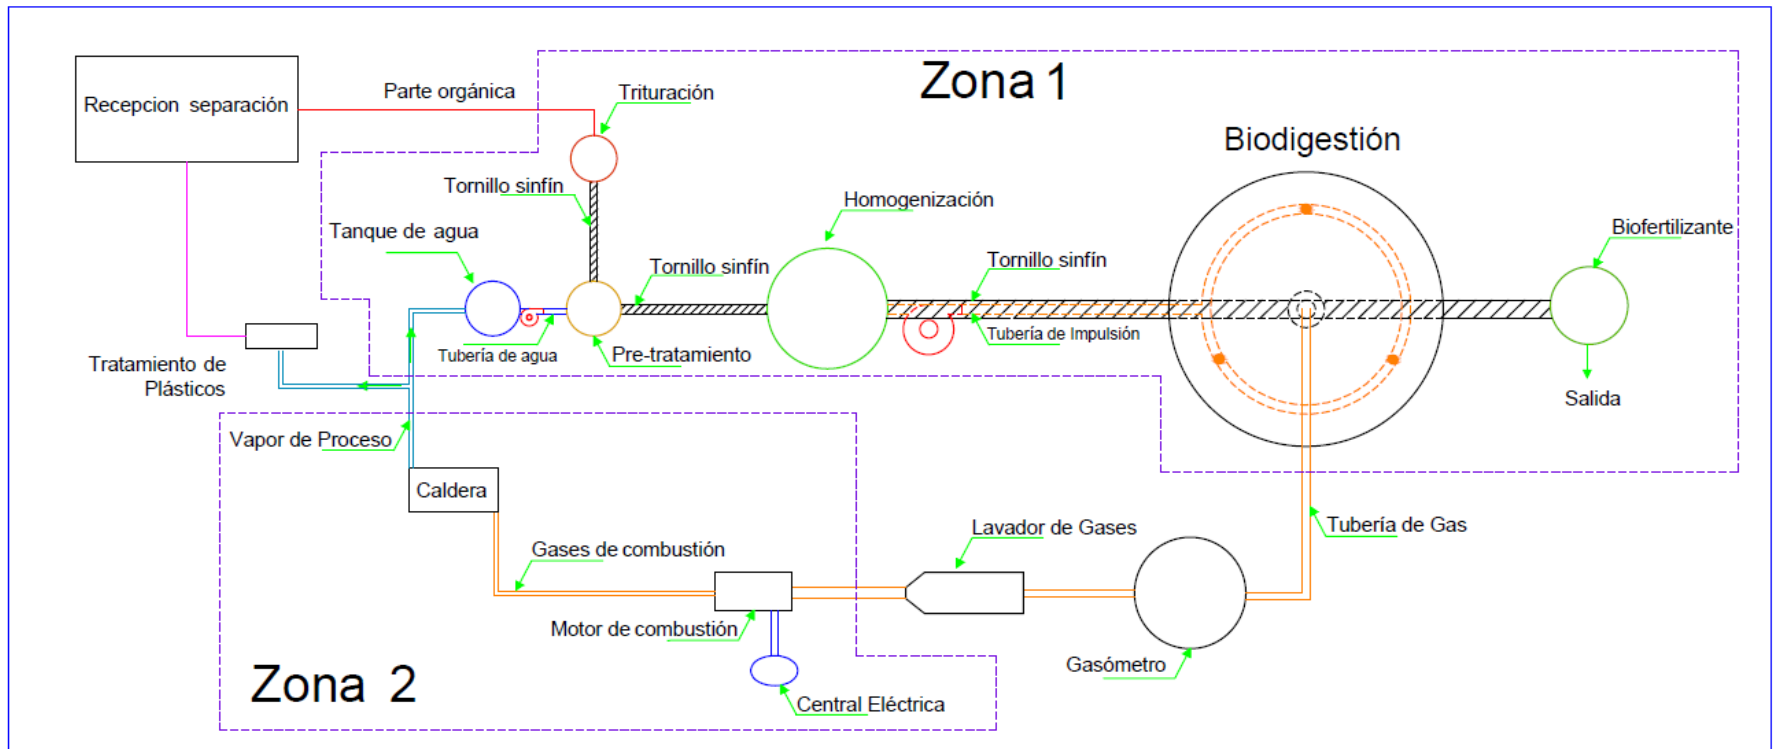 Zona 1
Recepcion separación
Parte orgánica
Trituración
Biodigestión
Tornillo sinfín
Homogenización
Tanque de agua
Biofertilizante
Tornillo sinfín
Tornillo sinfín
Tubería de agua
Pre-tratamiento
Tubería de Impulsión
Tratamiento de
Plásticos
Salida
Vapor de Proceso
Caldera
Gases de combustión
Lavador de Gases
Tubería de Gas
Motor de combustión
Gasómetro
Zona 2
Central Eléctrica